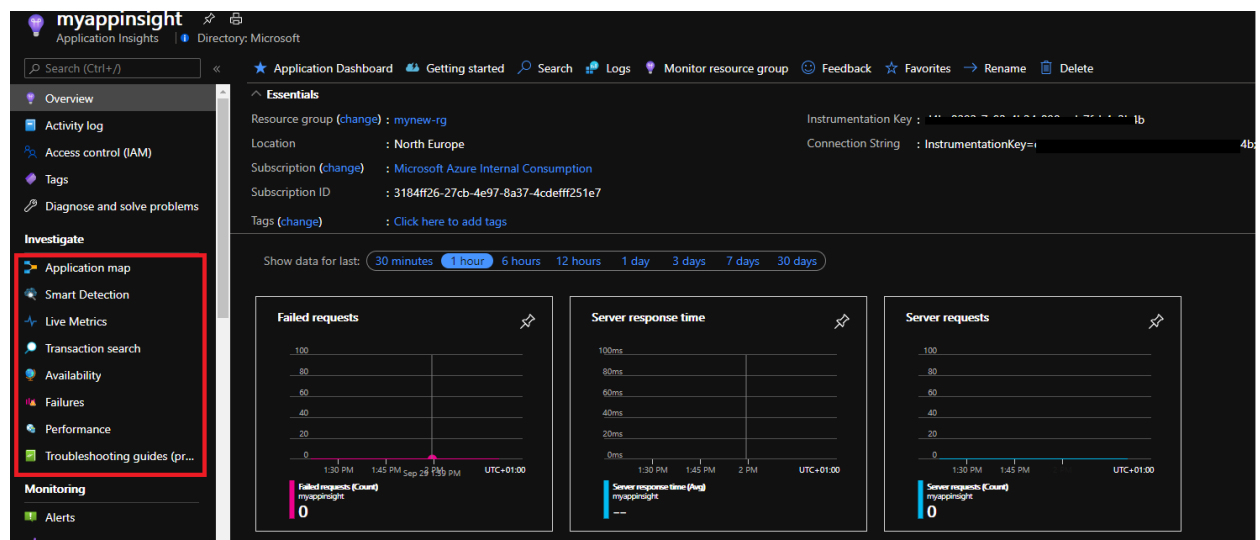 myappinsight
Application Insights
Directory: Microsoft
Search (Ctrl+/)
«
Overview
Activity log
Access control (IAM)
Tags
Diagnose and solve problems
Investigate
Application map
Smart Detection
Live Metrics
Transaction search
Availability
Failures
Performance
Troubleshooting guides (pr...
Monitoring
Alerts
Application Dashboard Getting started Search Logs Monitor resource group Feedback Favorites Rename Delete
Essentials
Resource group (change) : mynew-rg
Location : North Europe
Subscription (change) : Microsoft Azure Internal Consumption
Subscription ID : 3184ff26-27cb-4e97-8a37-4cdefff251e7
Tags (change) : Click here to add tags
Instrumentation Key :
Connection String : InstrumentationKey=
Show data for last: 30 minutes 1 hour 6 hours 12 hours 1 day 3 days 7 days 30 days
Failed requests
100
80
60
40
20
0
1:30 PM 1:45 PM 2 PM UTC+01:00
Sep 29 1:59 PM
Failed requests (Count)
myappinsight
0
Server response time
100ms
80ms
60ms
40ms
20ms
0ms
1:30 PM 1:45 PM 2 PM UTC+01:00
Server response time (Avg)
myappinsight
--
Server requests
100
80
60
40
20
0
1:30 PM 1:45 PM UTC+01:00
Server requests (Count)
myappinsight
0